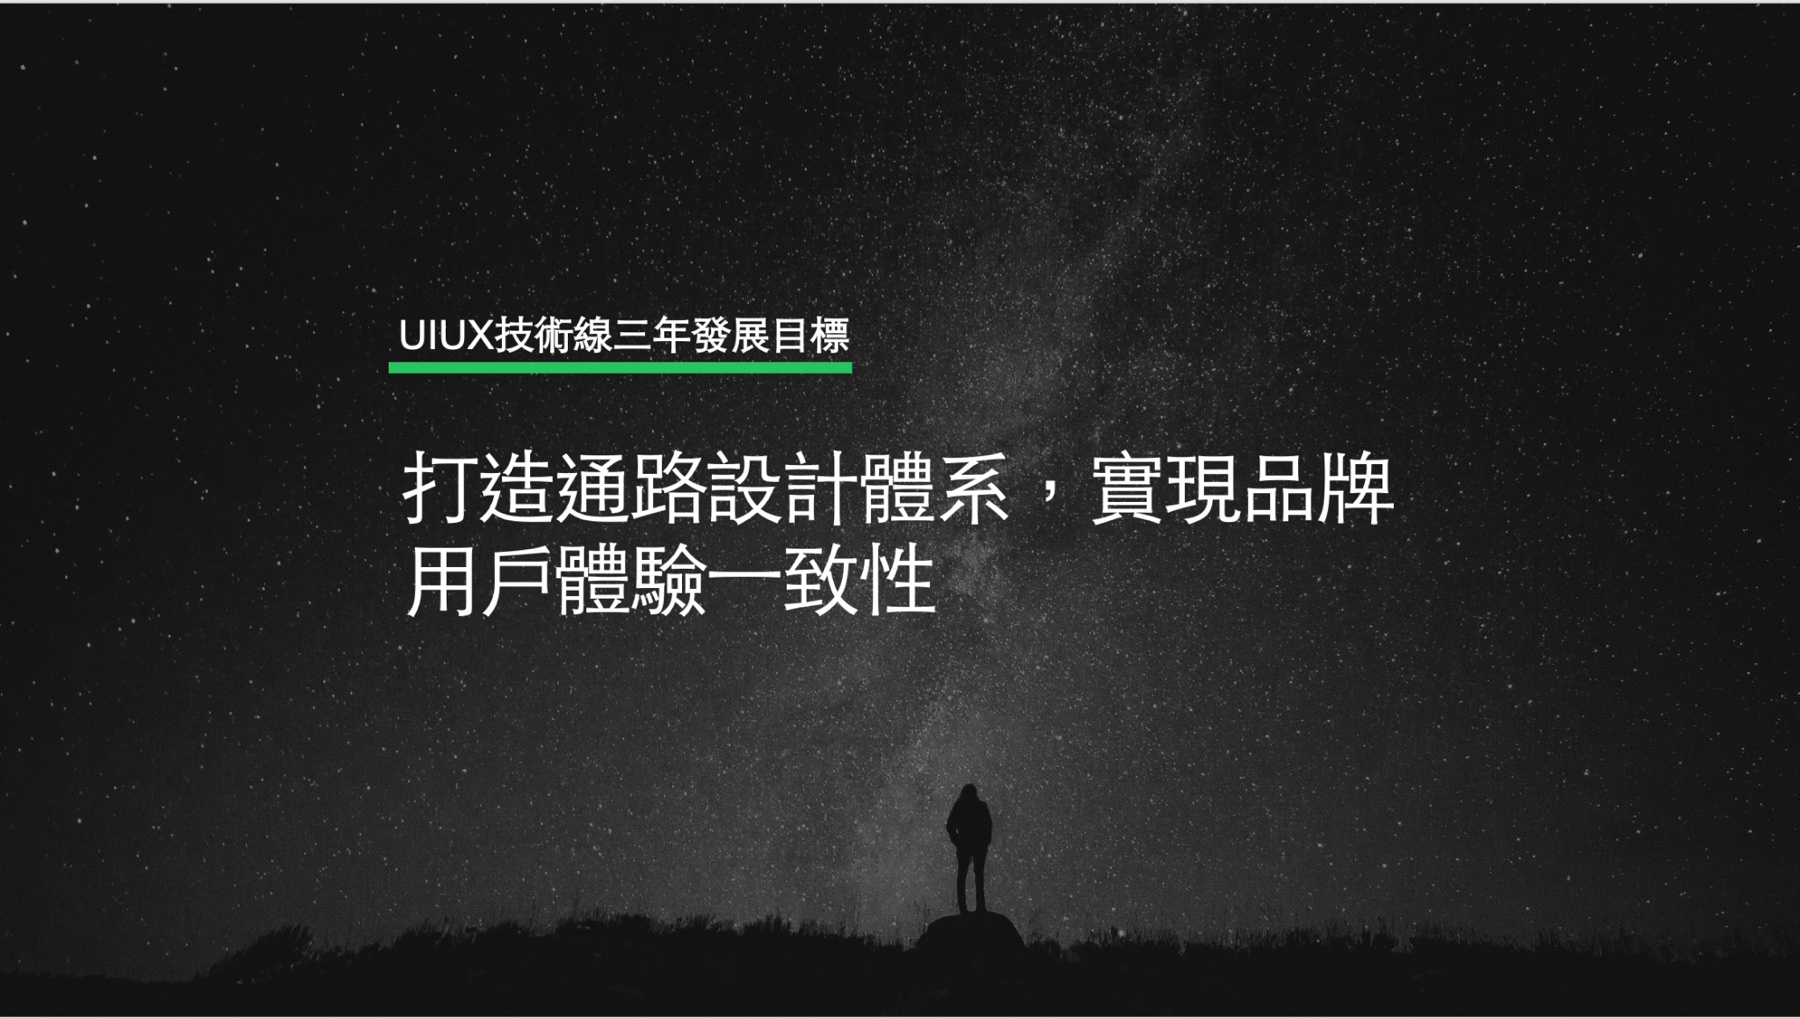 UIUX技術線三年發展目標
打造通路設計體系，實現品牌
用戶體驗一致性